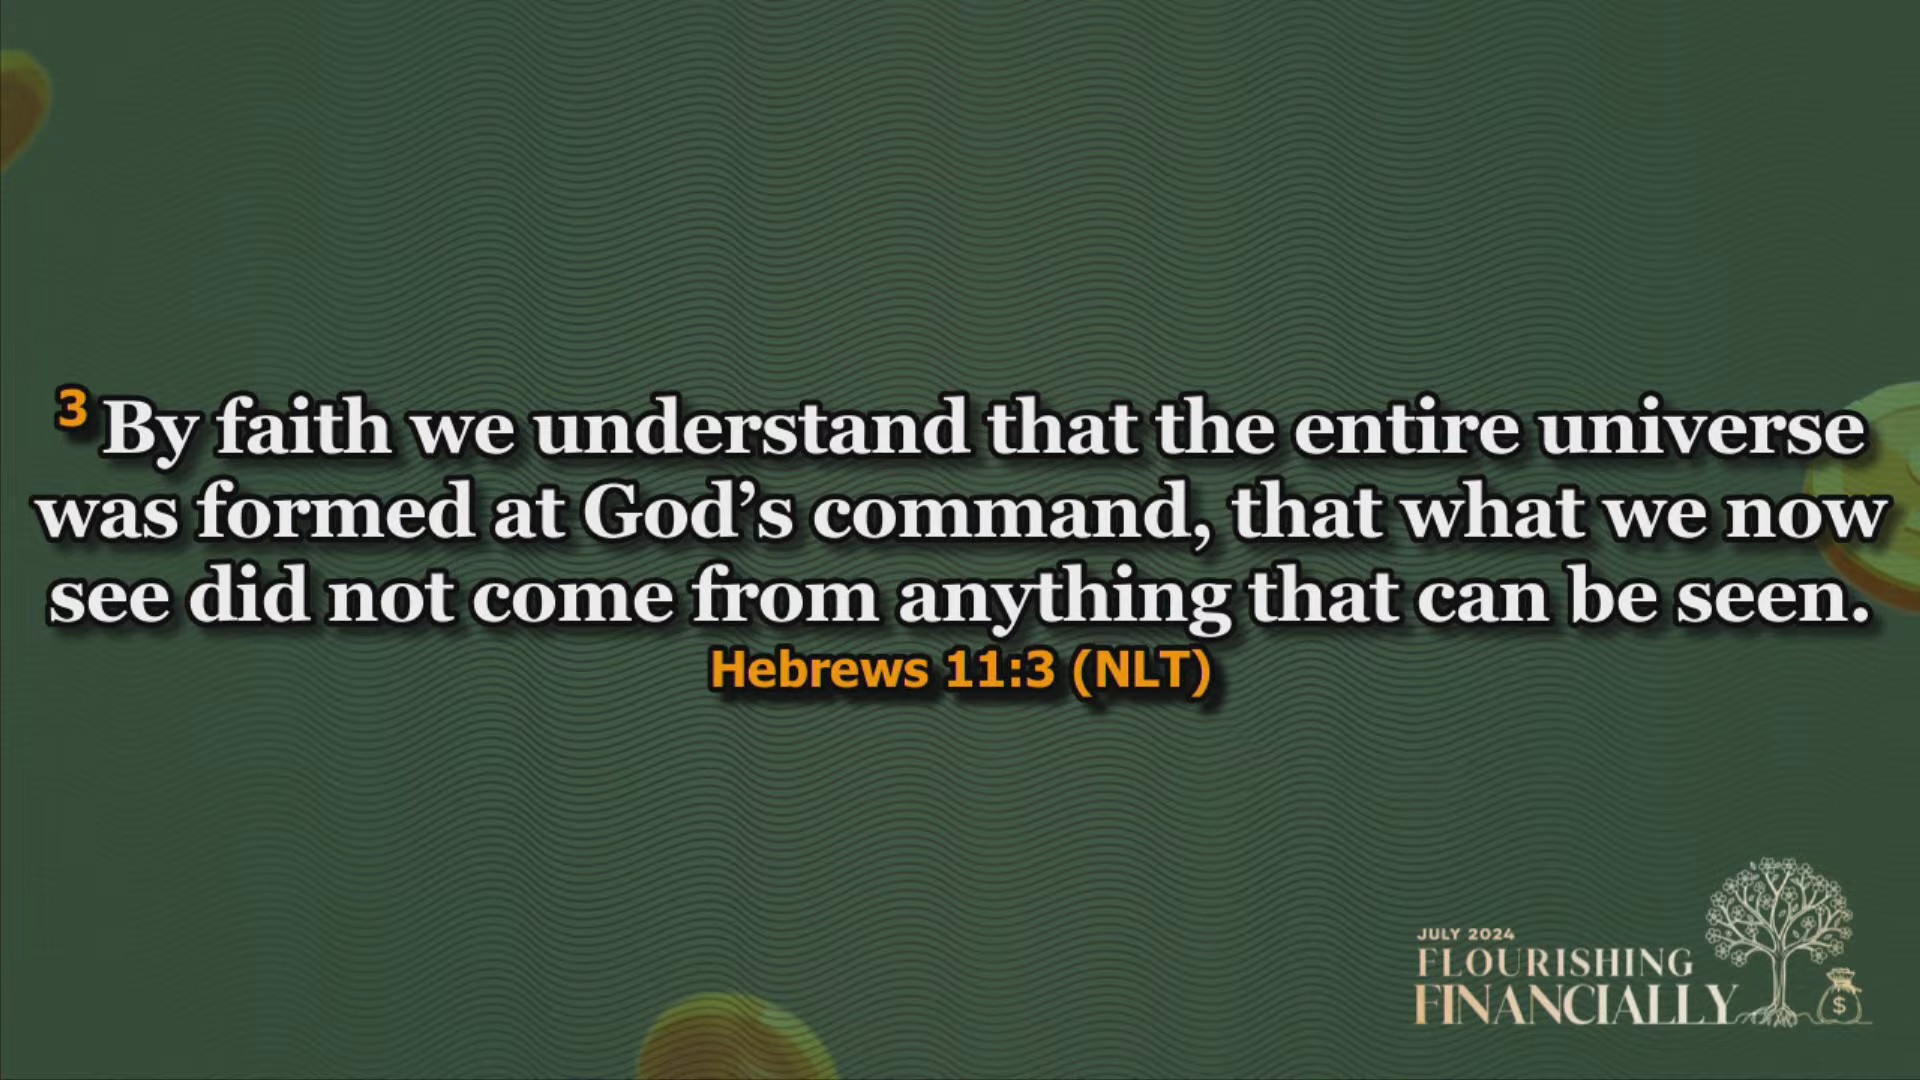 3 By faith we understand that the entire universe
was formed at God’s command, that what we now
see did not come from anything that can be seen.
Hebrews 11:3 (NLT)
JULY 2024
FLOURISHING
FINANCIALLY
$